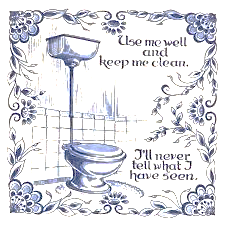 Use me well
and
keep me clean.
I'll never
tell what I
have seen.